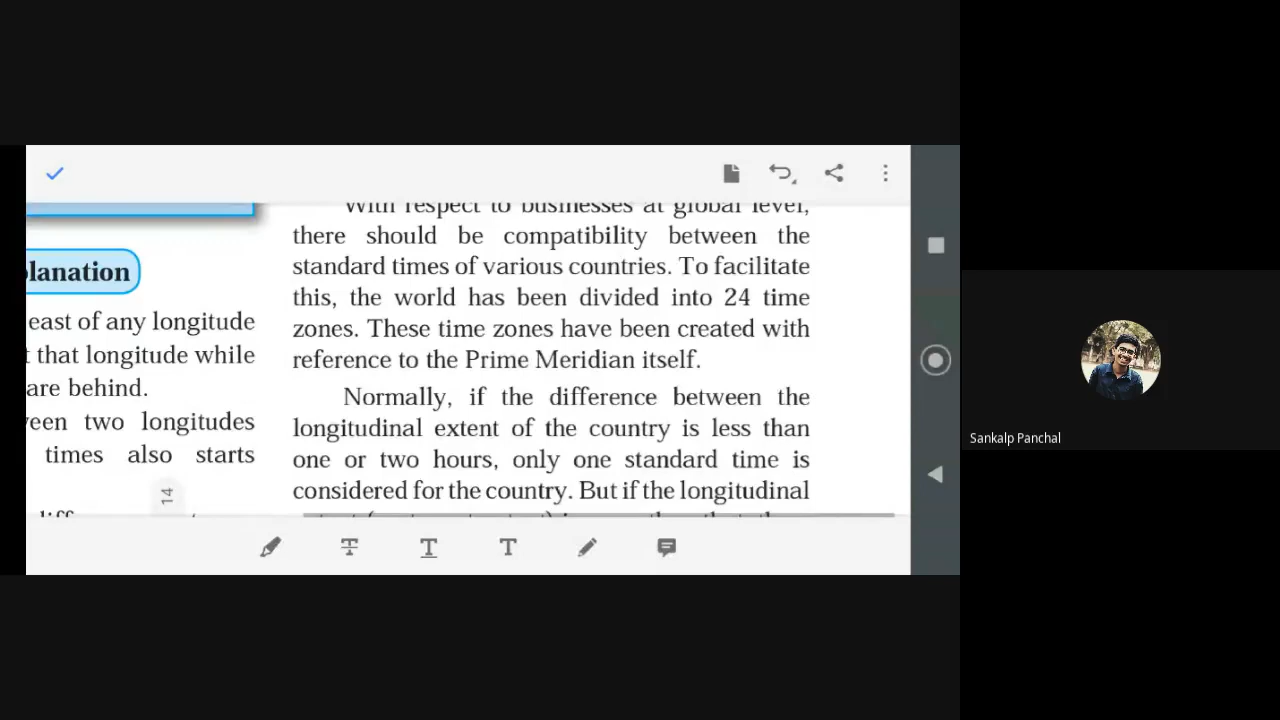 With respect to businesses at global level,
there should be compatibility between the
standard times of various countries. To facilitate
this, the world has been divided into 24 time
zones. These time zones have been created with
reference to the Prime Meridian itself.
Normally, if the difference between the
longitudinal extent of the country is less than
one or two hours, only one standard time is
considered for the country. But if the longitudinal
lanation
east of any longitude
t that longitude while
are behind.
een two longitudes
times also starts
14
Sankalp Panchal